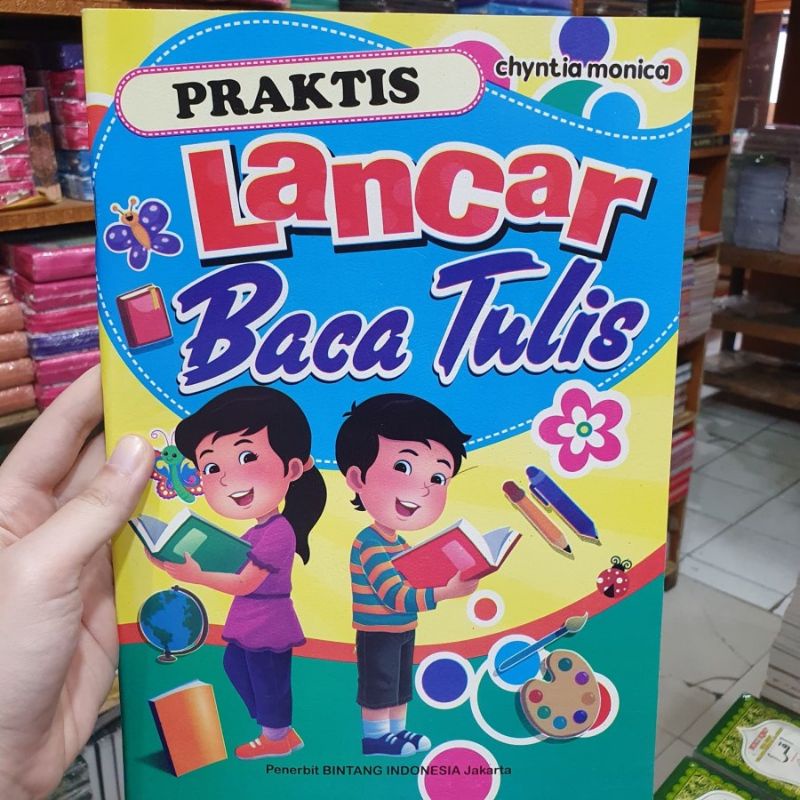 PRAKTIS
chyntia monica
Lancar
Baca Tulis
Penerbit BINTANG INDONESIA Jakarta